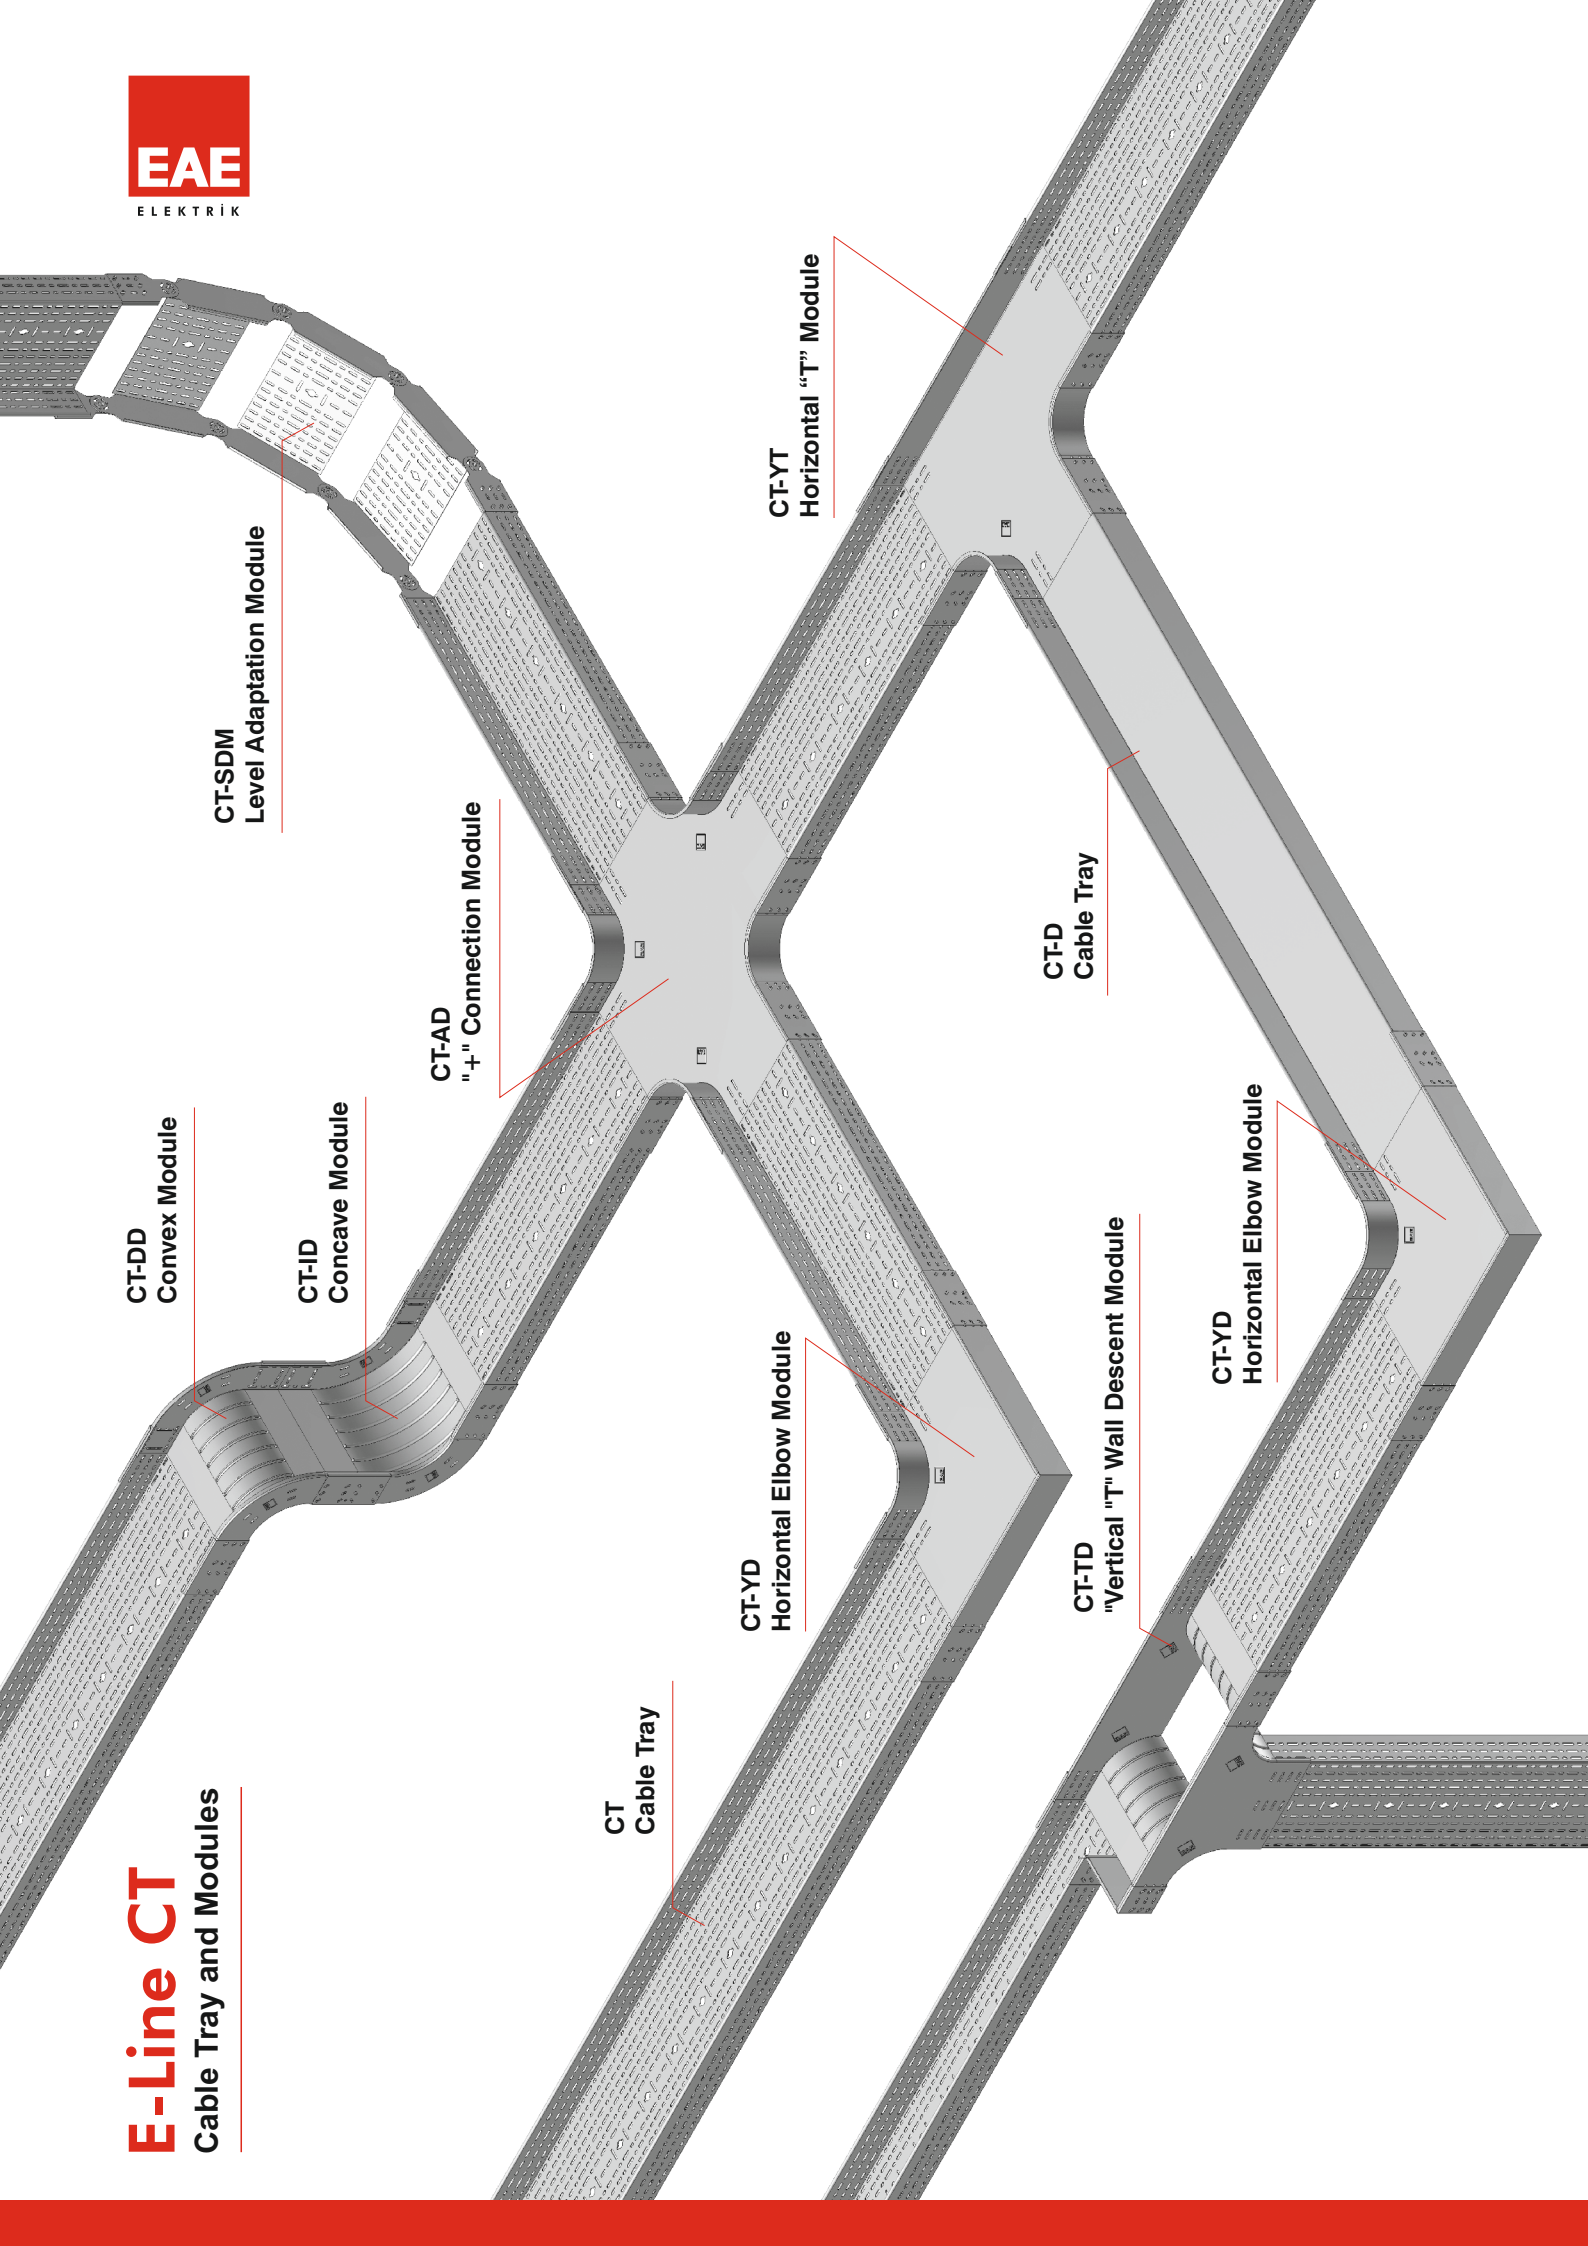 E-Line CT
Cable Tray and Modules
EAE
ELEKTRİK
CT-DD
Convex Module
CT-ID
Concave Module
CT-SDM
Level Adaptation Module
CT-AD
"+" Connection Module
CT
Cable Tray
CT-YD
Horizontal Elbow Module
CT-YT
Horizontal “T” Module
CT-D
Cable Tray
CT-TD
"Vertical "T" Wall Descent Module
CT-YD
Horizontal Elbow Module